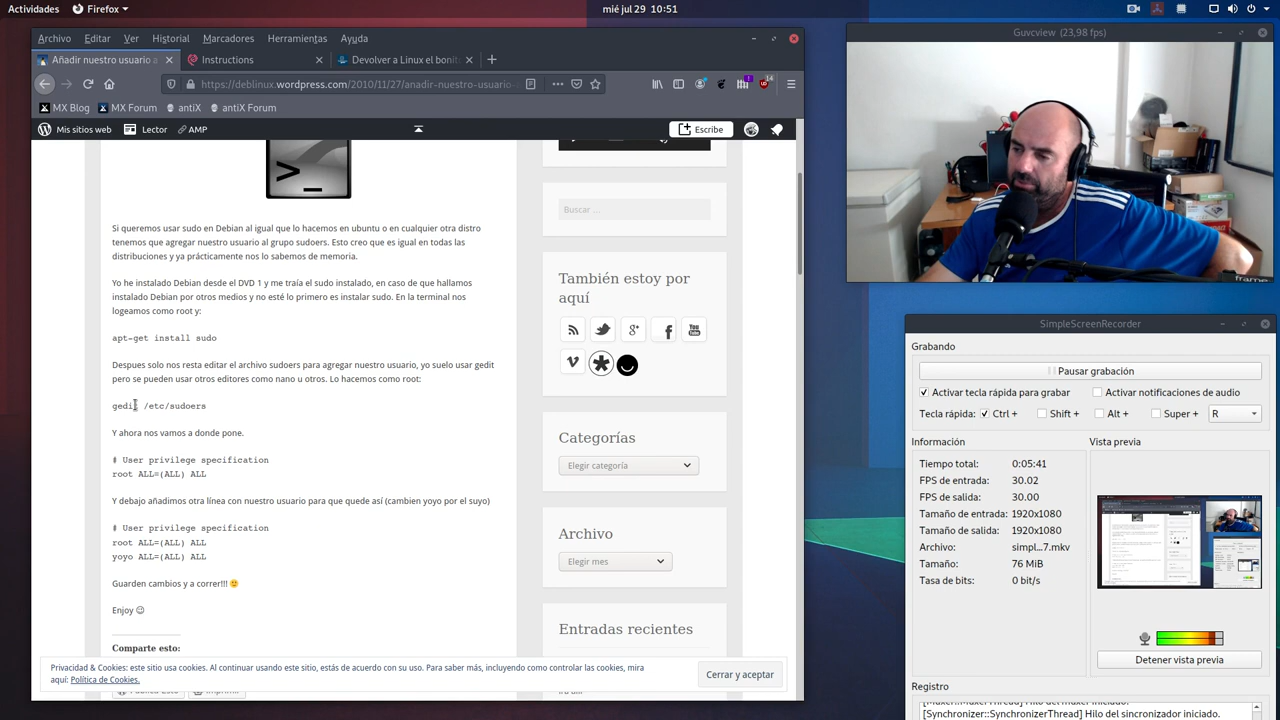 Actividades
Firefox
mié jul 29 10:51
Archivo Editar Ver Historial Marcadores Herramientas Ayuda
Añadir nuestro usuario a
Instructions
Devolver a Linux el bonit
https://deblinux.wordpress.com/2010/11/27/anadir-nuestro-usuario-
14
MX Blog MX Forum antiX antiX Forum
Mis sitios web Lector AMP
Escribe
>_
Si queremos usar sudo en Debian al igual que lo hacemos en ubuntu o en cualquier otra distro
tenemos que agregar nuestro usuario al grupo sudoers. Esto creo que es igual en todas las
distribuciones y ya prácticamente nos lo sabemos de memoria.
Yo he instalado Debian desde el DVD 1 y me traía el sudo instalado, en caso de que hallamos
instalado Debian por otros medios y no esté lo primero es instalar sudo. En la terminal nos
logeamos como root y:
apt-get install sudo
Despues solo nos resta editar el archivo sudoers para agregar nuestro usuario, yo suelo usar gedit
pero se pueden usar otros editores como nano u otros. Lo hacemos como root:
gedit /etc/sudoers
Y ahora nos vamos a donde pone.
# User privilege specification
root ALL=(ALL) ALL
Y debajo añadimos otra línea con nuestro usuario para que quede así (cambien yoyo por el suyo)
# User privilege specification
root ALL=(ALL) ALL
yoyo ALL=(ALL) ALL
Guarden cambios y a correr!!! 🙂
Enjoy 😉
Comparte esto:
Buscar …
También estoy por
aquí
You
Tube
Categorías
Elegir categoría
Archivo
Elegir mes
Entradas recientes
Privacidad & Cookies: este sitio usa cookies. Al continuar usando este sitio, estás de acuerdo con su uso. Para saber más, incluyendo como controlar las cookies, mira
aquí: Política de Cookies.
Cerrar y aceptar
Guvcview (23,98 fps)
frame
SimpleScreenRecorder
Grabando
Pausar grabación
Activar tecla rápida para grabar
Activar notificaciones de audio
Tecla rápida: Ctrl + Shift + Alt + Super + R
Información
Vista previa
Tiempo total: 0:05:41
FPS de entrada: 30.02
FPS de salida: 30.00
Tamaño de entrada: 1920x1080
Tamaño de salida: 1920x1080
Archivo: simpl...7.mkv
Tamaño: 76 MiB
Tasa de bits: 0 bit/s
Detener vista previa
Registro
[Synchronizer::SynchronizerThread] Hilo del sincronizador iniciado.